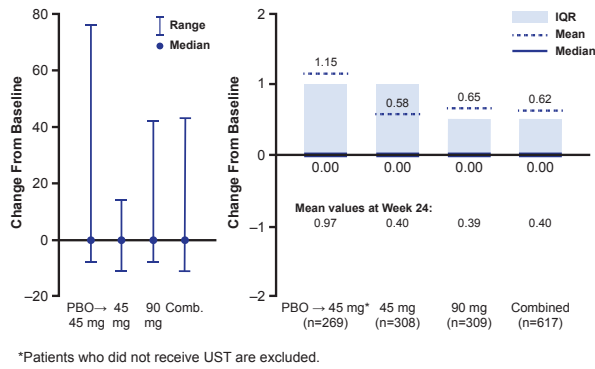 Change From Baseline
80
60
40
20
0
–20
Range
Median
PBO→ 45 90 Comb.
45 mg mg mg
Change From Baseline
2
1
0
–1
–2
IQR
Mean
Median
1.15
0.58
0.65
0.62
0.00 0.00 0.00 0.00
Mean values at Week 24:
0.97 0.40 0.39 0.40
PBO → 45 mg* 45 mg 90 mg Combined
(n=269) (n=308) (n=309) (n=617)
*Patients who did not receive UST are excluded.